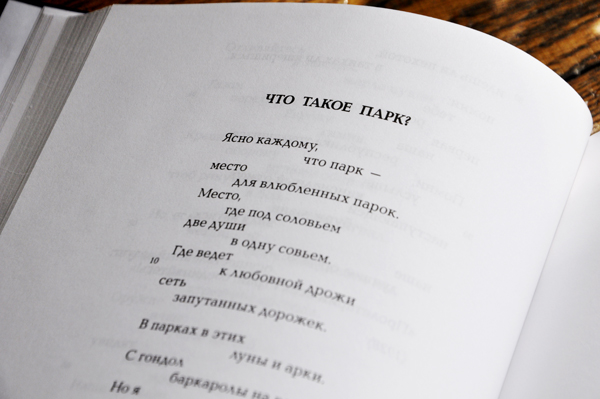 ЧТО ТАКОЕ ПАРК?
Ясно каждому,
что парк —
место
для влюбленных парок.
Место,
где под соловьем
две души
в одну совьем.
Где ведет
10
к любовной дрожи
сеть
запутанных дорожек.
В парках в этих
луны и арки.
С гондол
баркаролы на
Но я